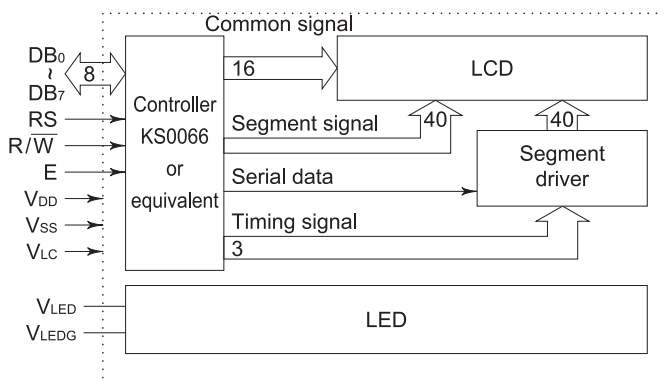 Common signal
DB0
~
DB7
8
16
LCD
Controller
KS0066
or
equivalent
RS
R/W̅
E
VDD
VSS
VLC
Segment signal
40
40
Segment
driver
Serial data
Timing signal
3
VLED
VLEDG
LED